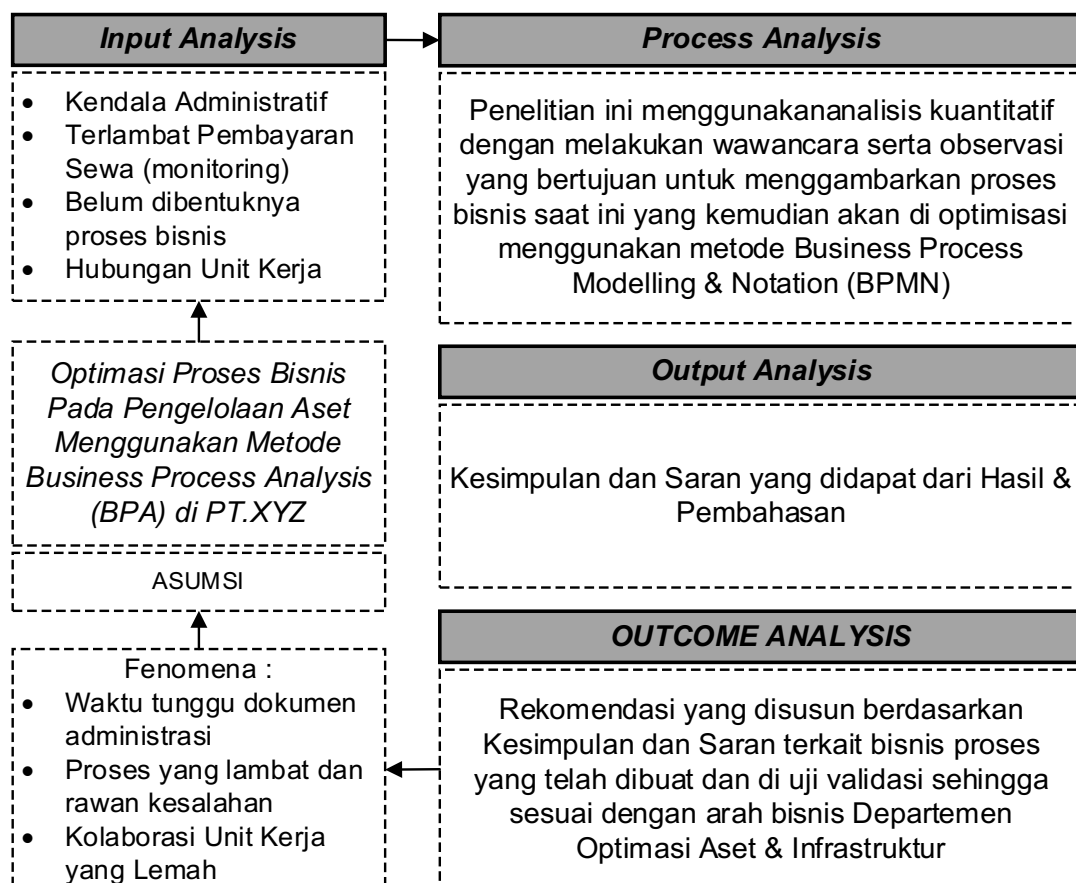 Input Analysis
• Kendala Administratif
• Terlambat Pembayaran
Sewa (monitoring)
• Belum dibentuknya
proses bisnis
• Hubungan Unit Kerja
Optimasi Proses Bisnis
Pada Pengelolaan Aset
Menggunakan Metode
Business Process Analysis
(BPA) di PT.XYZ
ASUMSI
Fenomena :
• Waktu tunggu dokumen
administrasi
• Proses yang lambat dan
rawan kesalahan
• Kolaborasi Unit Kerja
yang Lemah
Process Analysis
Penelitian ini menggunakananalisis kuantitatif
dengan melakukan wawancara serta observasi
yang bertujuan untuk menggambarkan proses
bisnis saat ini yang kemudian akan di optimisasi
menggunakan metode Business Process
Modelling & Notation (BPMN)
Output Analysis
Kesimpulan dan Saran yang didapat dari Hasil &
Pembahasan
OUTCOME ANALYSIS
Rekomendasi yang disusun berdasarkan
Kesimpulan dan Saran terkait bisnis proses
yang telah dibuat dan di uji validasi sehingga
sesuai dengan arah bisnis Departemen
Optimasi Aset & Infrastruktur